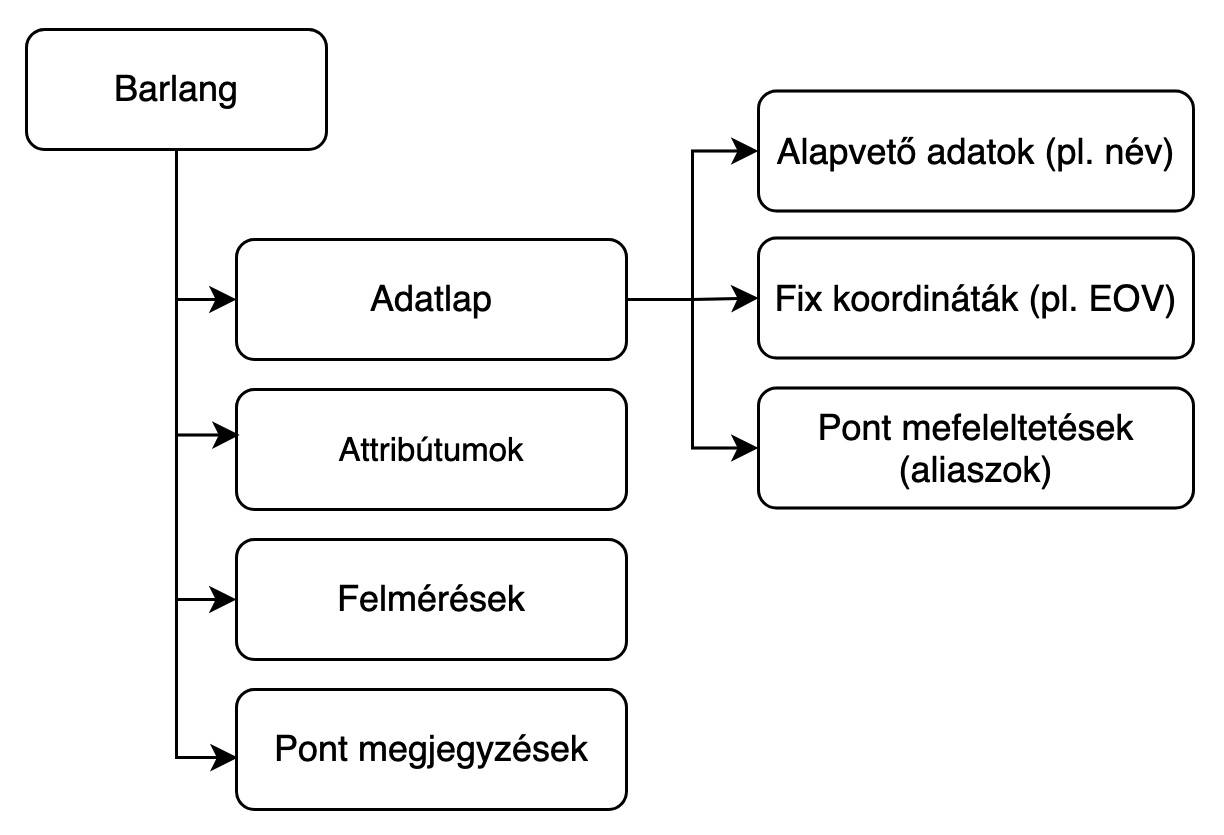 Barlang
Adatlap
Attribútumok
Felmérések
Pont megjegyzések
Alapvető adatok (pl. név)
Fix koordináták (pl. EOV)
Pont mefeleltetések
(aliaszok)